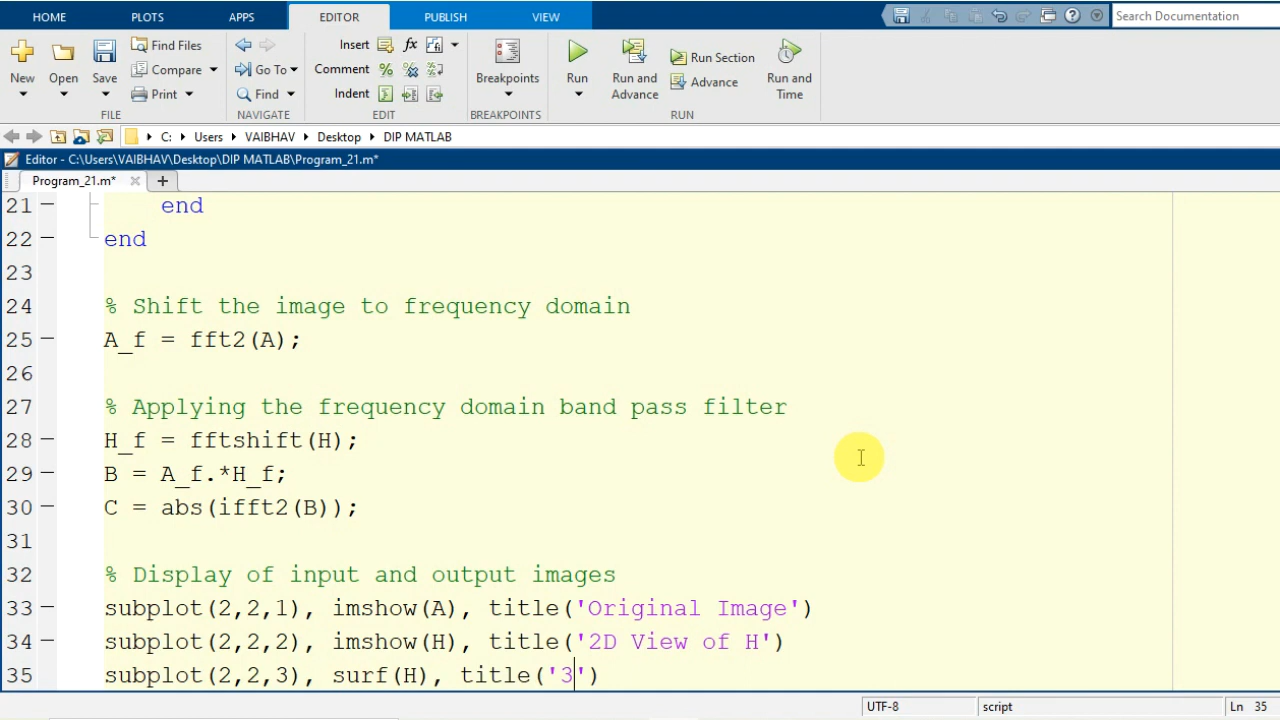 HOME PLOTS APPS EDITOR PUBLISH VIEW Search Documentation
New Open Save Find Files Compare Print
Insert fx Comment Indent Go To Find
Breakpoints Run Run and Advance Run Section Advance Run and Time
FILE NAVIGATE EDIT BREAKPOINTS RUN
C: Users VAIBHAV Desktop DIP MATLAB
Editor - C:\Users\VAIBHAV\Desktop\DIP MATLAB\Program_21.m*
Program_21.m* × +
21 end
22 end
23
24 % Shift the image to frequency domain
25 A_f = fft2(A);
26
27 % Applying the frequency domain band pass filter
28 H_f = fftshift(H);
29 B = A_f.*H_f;
30 C = abs(ifft2(B));
31
32 % Display of input and output images
33 subplot(2,2,1), imshow(A), title('Original Image')
34 subplot(2,2,2), imshow(H), title('2D View of H')
35 subplot(2,2,3), surf(H), title('3')
UTF-8 script Ln 35